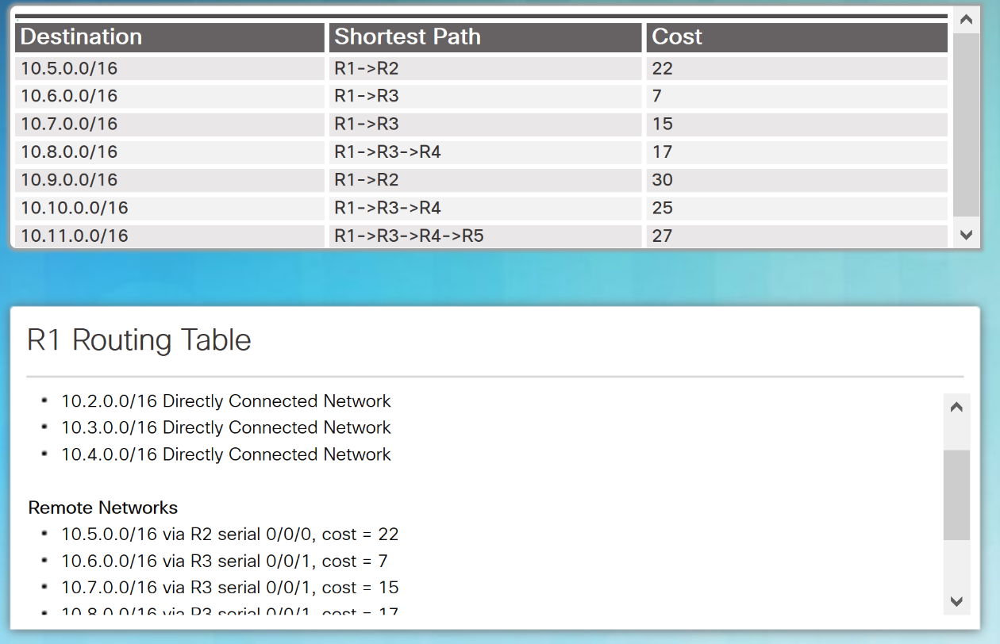 Destination Shortest Path Cost
10.5.0.0/16 R1->R2 22
10.6.0.0/16 R1->R3 7
10.7.0.0/16 R1->R3 15
10.8.0.0/16 R1->R3->R4 17
10.9.0.0/16 R1->R2 30
10.10.0.0/16 R1->R3->R4 25
10.11.0.0/16 R1->R3->R4->R5 27
R1 Routing Table
• 10.2.0.0/16 Directly Connected Network
• 10.3.0.0/16 Directly Connected Network
• 10.4.0.0/16 Directly Connected Network
Remote Networks
• 10.5.0.0/16 via R2 serial 0/0/0, cost = 22
• 10.6.0.0/16 via R3 serial 0/0/1, cost = 7
• 10.7.0.0/16 via R3 serial 0/0/1, cost = 15
• 10.8.0.0/16 via R3 serial 0/0/1, cost = 17